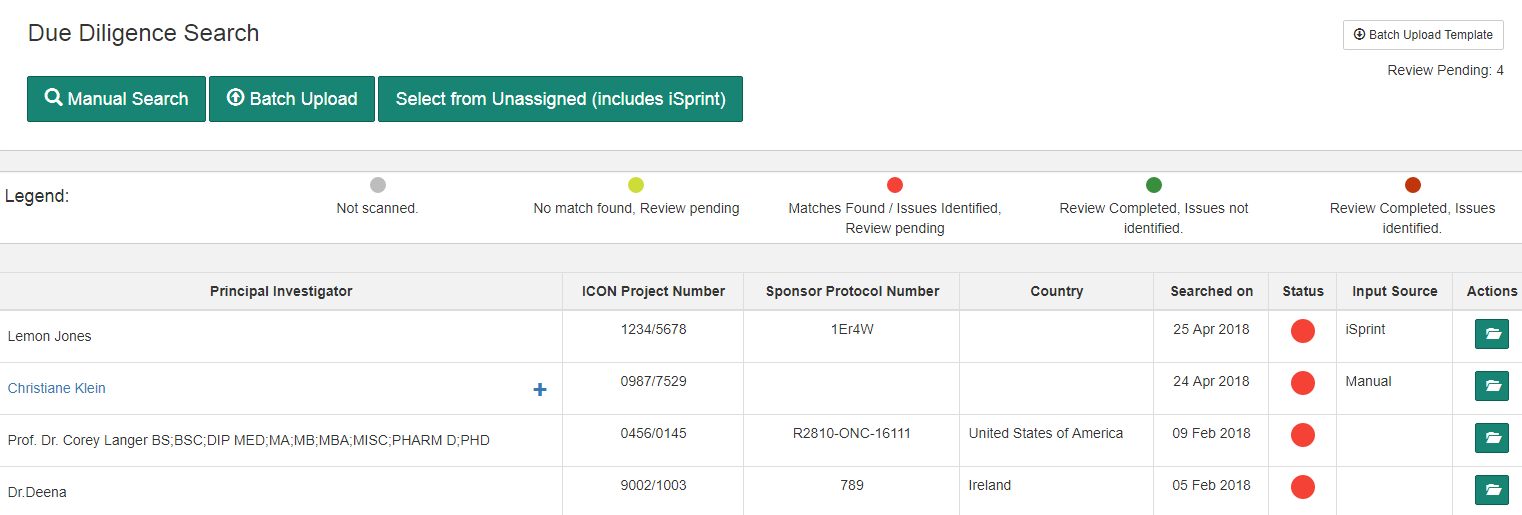 Due Diligence Search
Batch Upload Template
Review Pending: 4
Manual Search
Batch Upload
Select from Unassigned (includes iSprint)
Legend:
Not scanned.
No match found, Review pending
Matches Found / Issues Identified,
Review pending
Review Completed, Issues not
identified.
Review Completed, Issues
identified.
Principal Investigator ICON Project Number Sponsor Protocol Number Country Searched on Status Input Source Actions
Lemon Jones 1234/5678 1Er4W 25 Apr 2018 iSprint
Christiane Klein + 0987/7529 24 Apr 2018 Manual
Prof. Dr. Corey Langer BS;BSC;DIP MED;MA;MB;MBA;MISC;PHARM D;PHD 0456/0145 R2810-ONC-16111 United States of America 09 Feb 2018
Dr.Deena 9002/1003 789 Ireland 05 Feb 2018